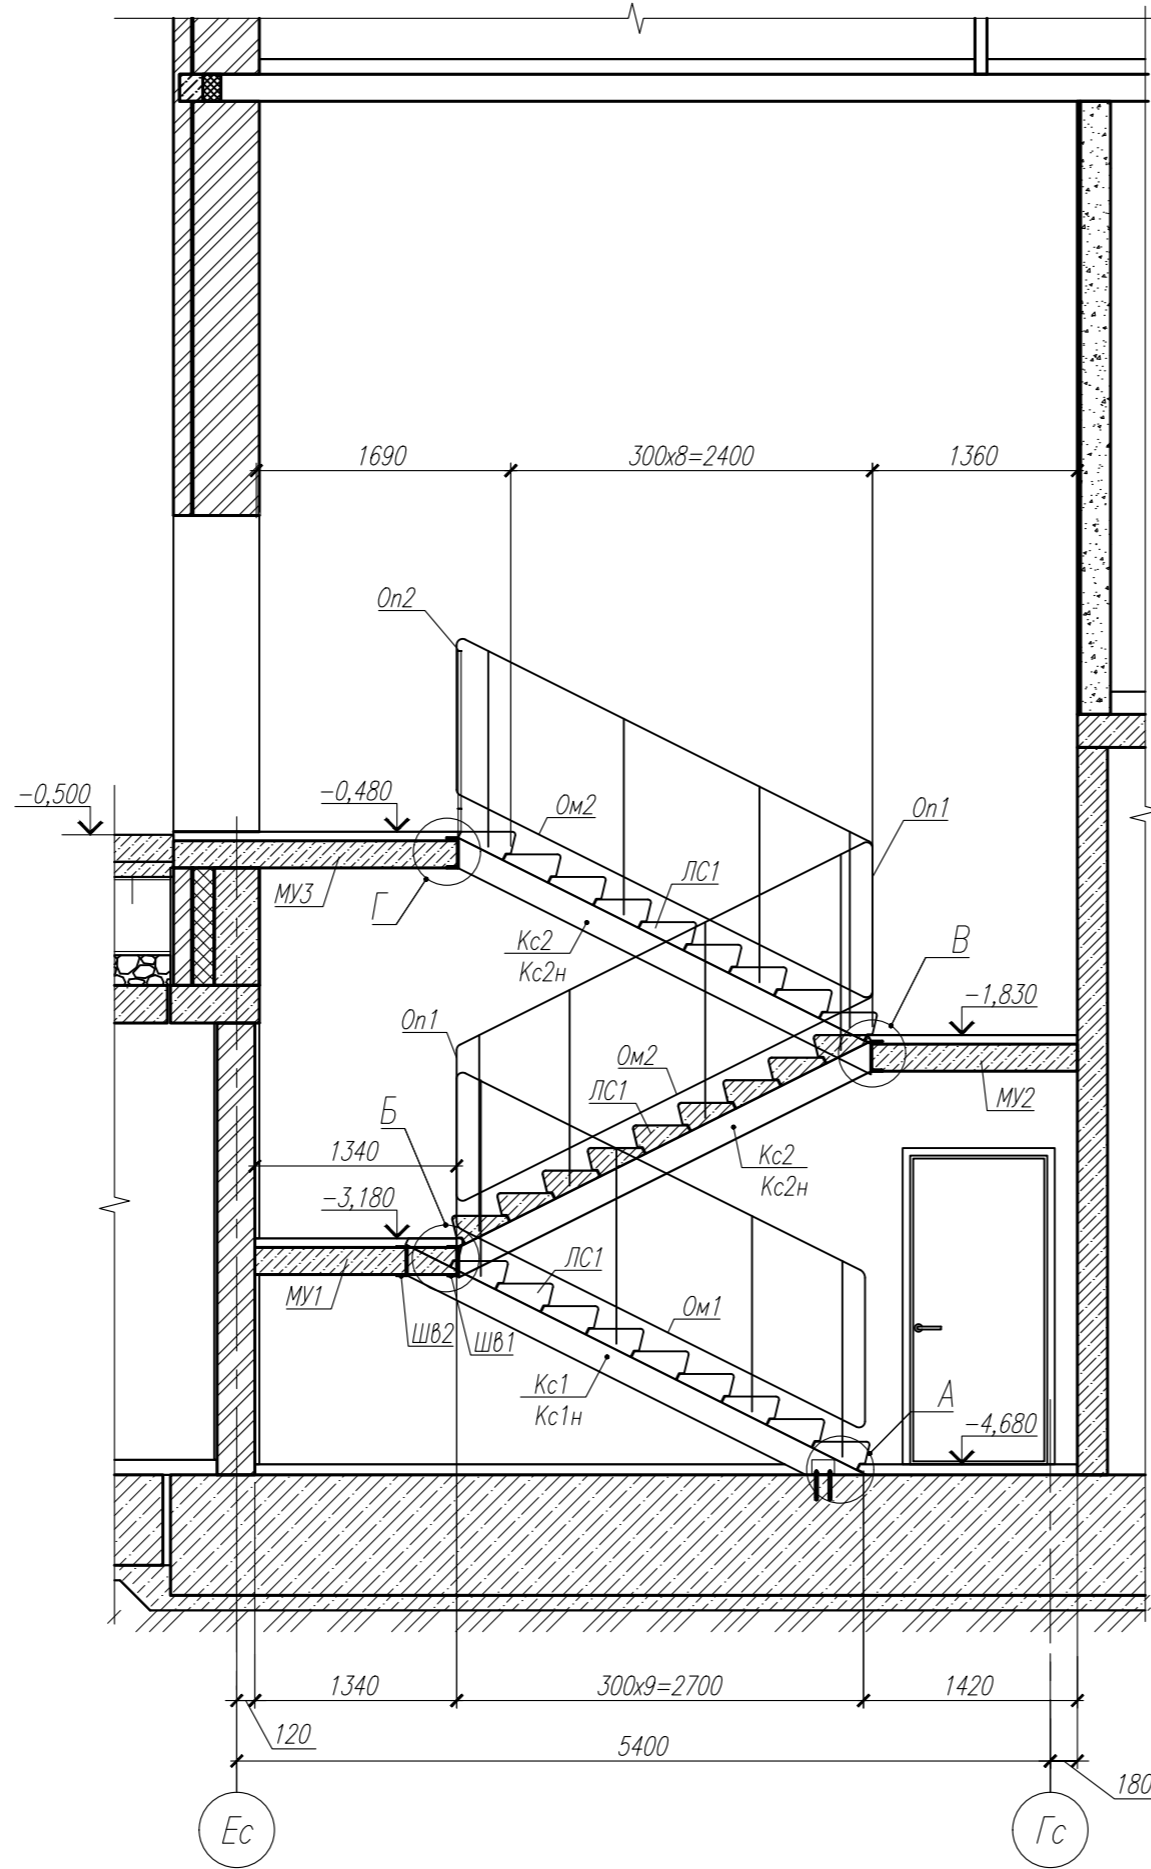 1690
300х8=2400
1360
Оп2
-0,500
-0,480
Ом2
Оп1
ЛС1
МУ3
Г
Кс2
Кс2н
В
-1,830
Оп1
Ом2
ЛС1
МУ2
Б
1340
Кс2
Кс2н
-3,180
ЛС1
МУ1
Ом1
Шв2
Шв1
Кс1
Кс1н
А
-4,680
1340
300х9=2700
1420
120
5400
180
Ес
Гс